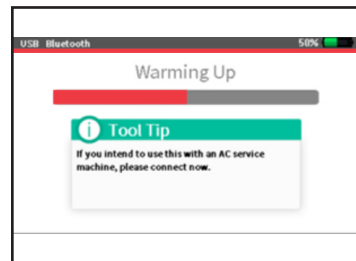 USB Bluetooth 50%
Warming Up
i Tool Tip
If you intend to use this with an AC service
machine, please connect now.